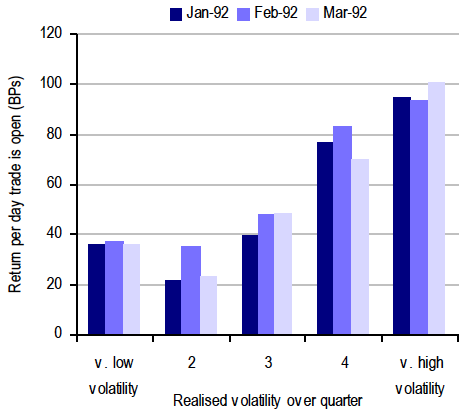 Jan-92 Feb-92 Mar-92
120
100
80
60
40
20
0
Return per day trade is open (BPs)
v. low volatility
2
3
4
v. high volatility
Realised volatility over quarter